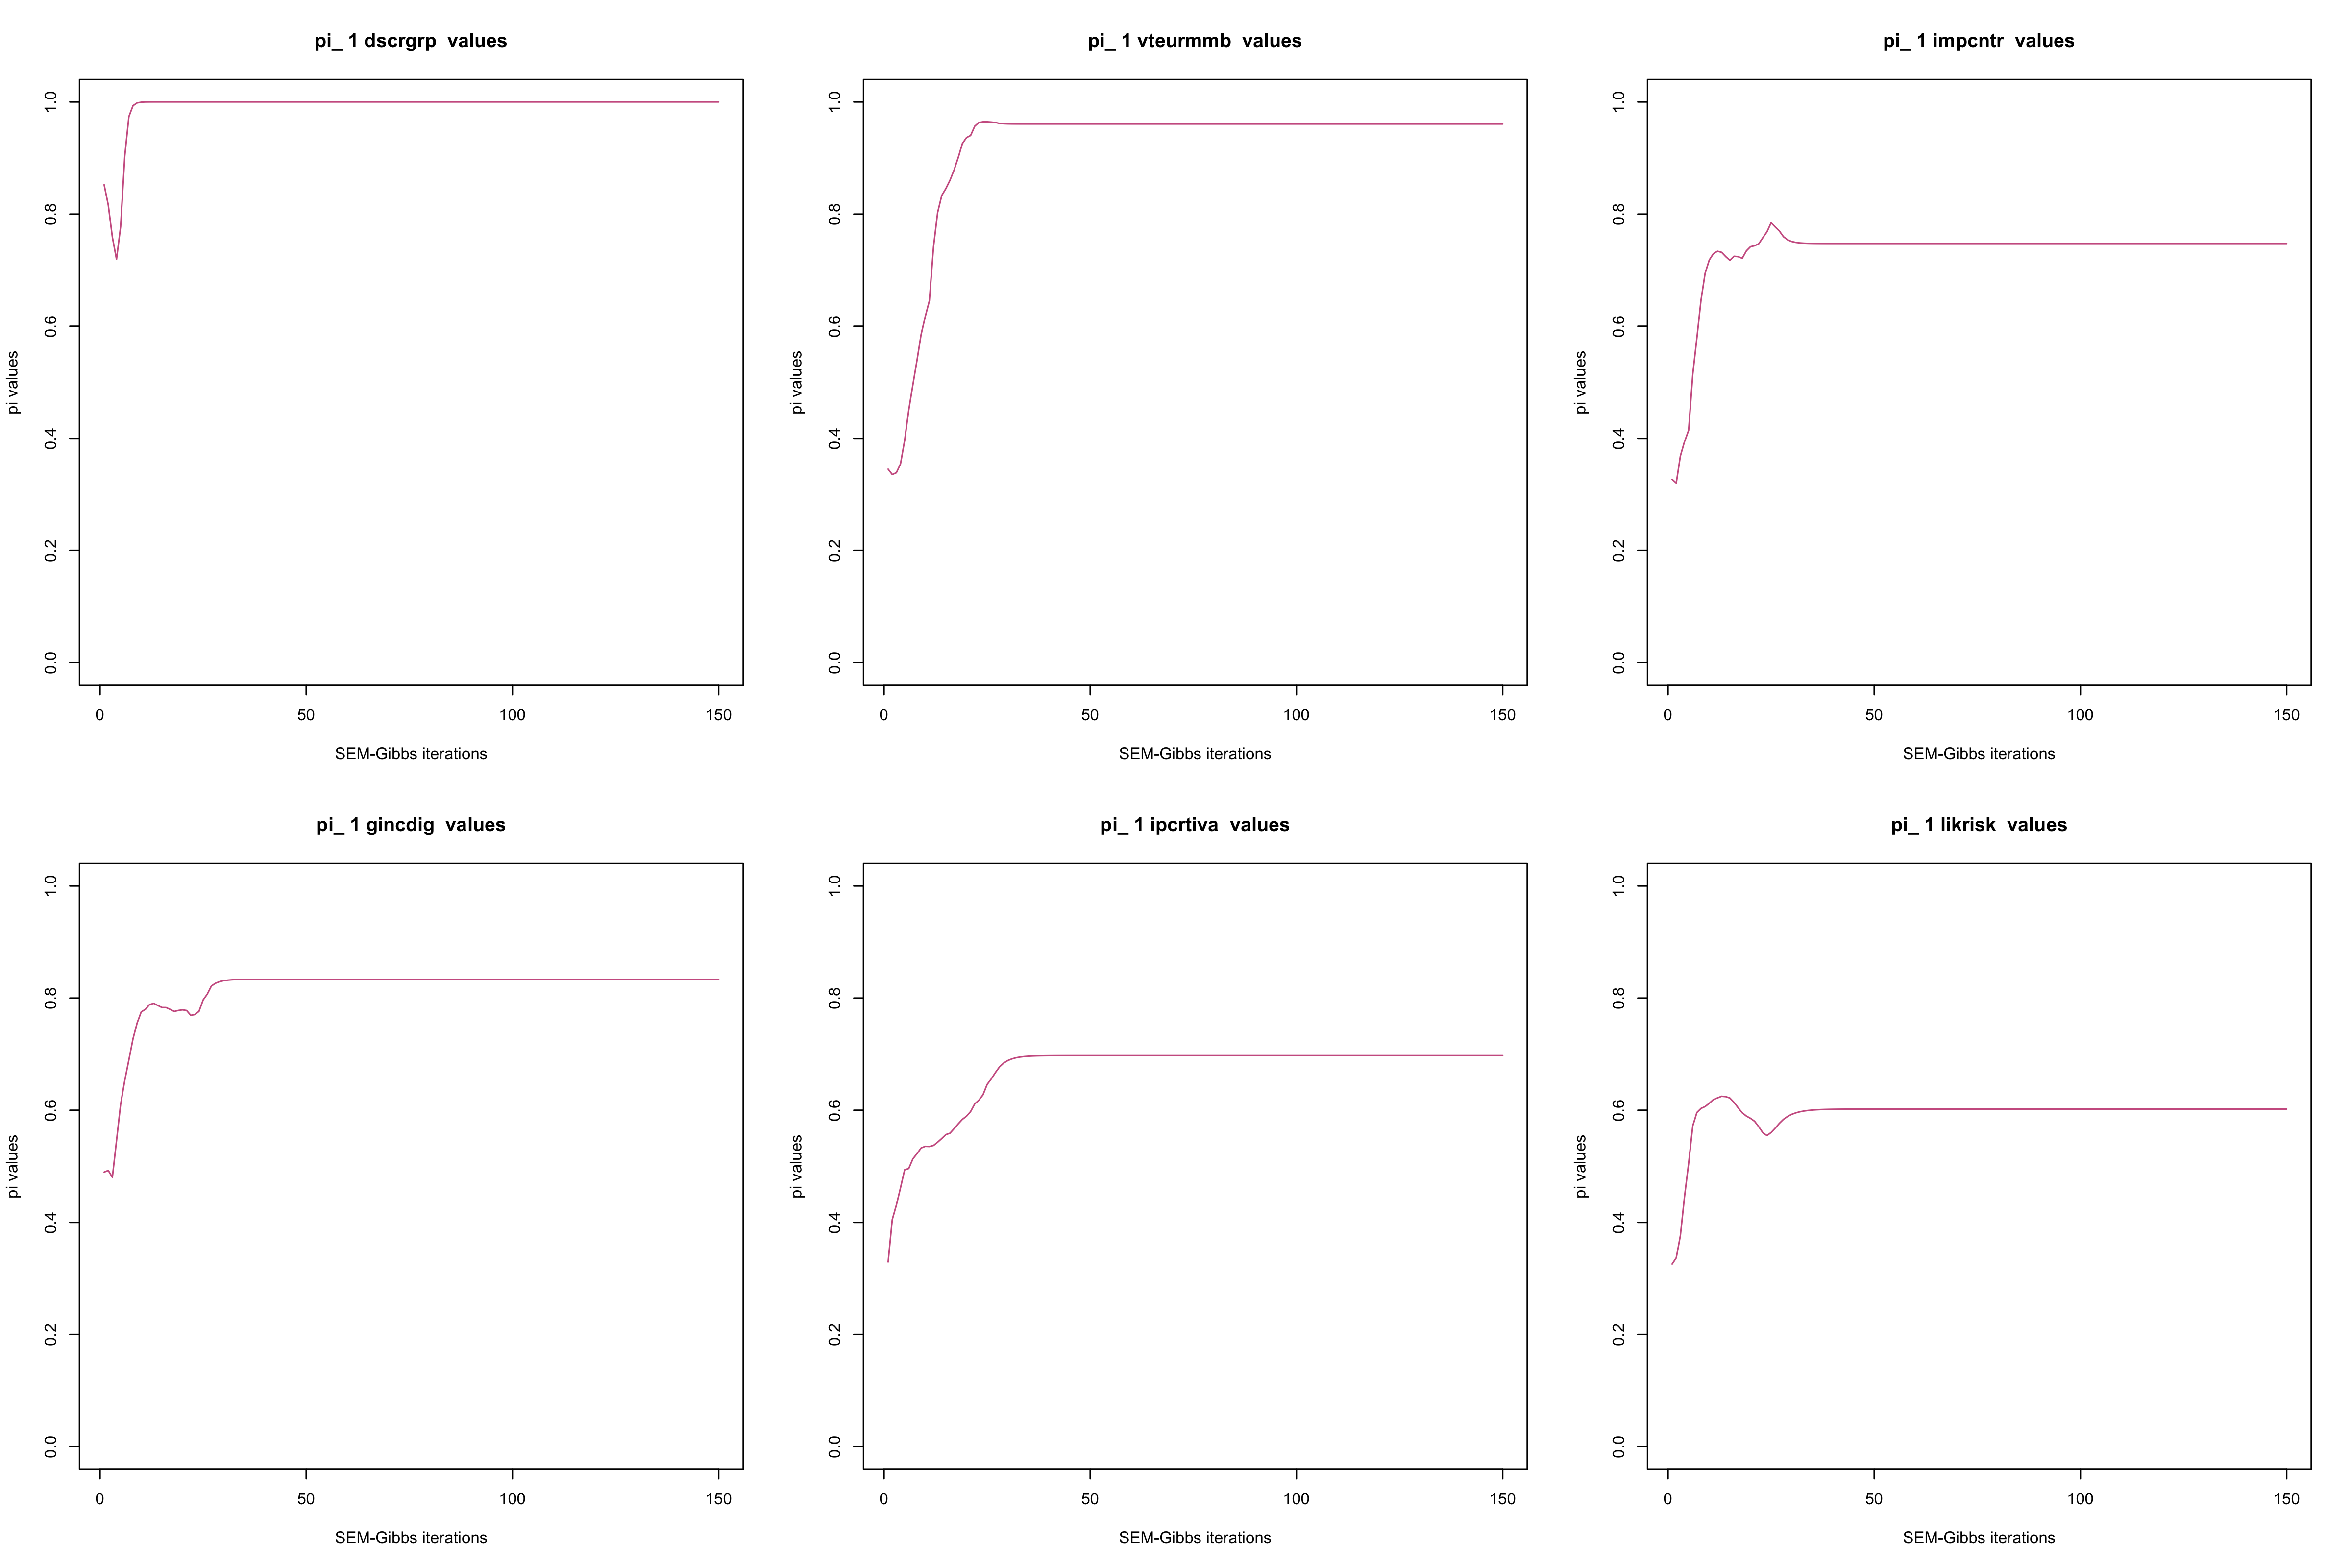 pi_ 1 dscrgrp  values
pi values
1.0
0.8
0.6
0.4
0.2
0.0
0 50 100 150
SEM-Gibbs iterations
pi_ 1 vteurmmb  values
pi values
1.0
0.8
0.6
0.4
0.2
0.0
0 50 100 150
SEM-Gibbs iterations
pi_ 1 impcntr  values
pi values
1.0
0.8
0.6
0.4
0.2
0.0
0 50 100 150
SEM-Gibbs iterations
pi_ 1 gincdig  values
pi values
1.0
0.8
0.6
0.4
0.2
0.0
0 50 100 150
SEM-Gibbs iterations
pi_ 1 ipcrtiva  values
pi values
1.0
0.8
0.6
0.4
0.2
0.0
0 50 100 150
SEM-Gibbs iterations
pi_ 1 likrisk  values
pi values
1.0
0.8
0.6
0.4
0.2
0.0
0 50 100 150
SEM-Gibbs iterations